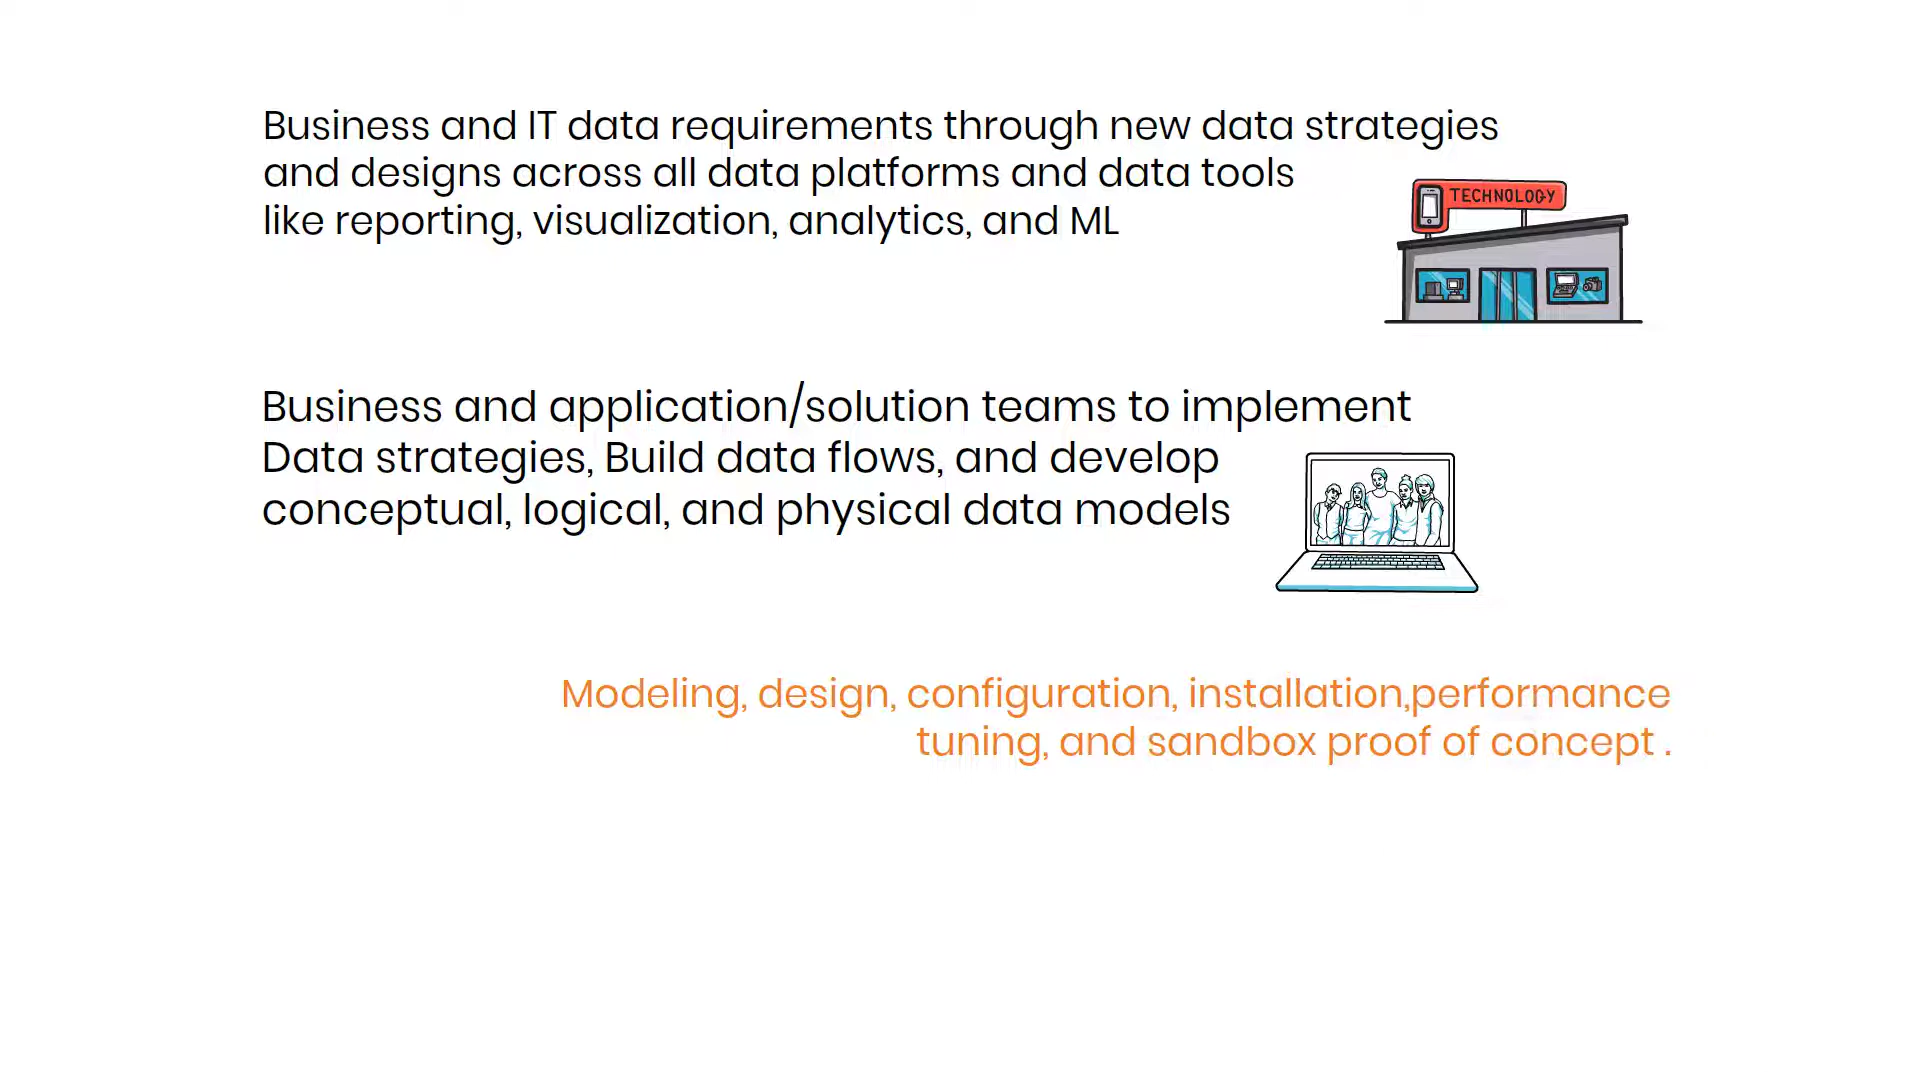 Business and IT data requirements through new data strategies
and designs across all data platforms and data tools
like reporting, visualization, analytics, and ML
TECHNOLOGY
Business and application/solution teams to implement
Data strategies, Build data flows, and develop
conceptual, logical, and physical data models
Modeling, design, configuration, installation,performance
tuning, and sandbox proof of concept .